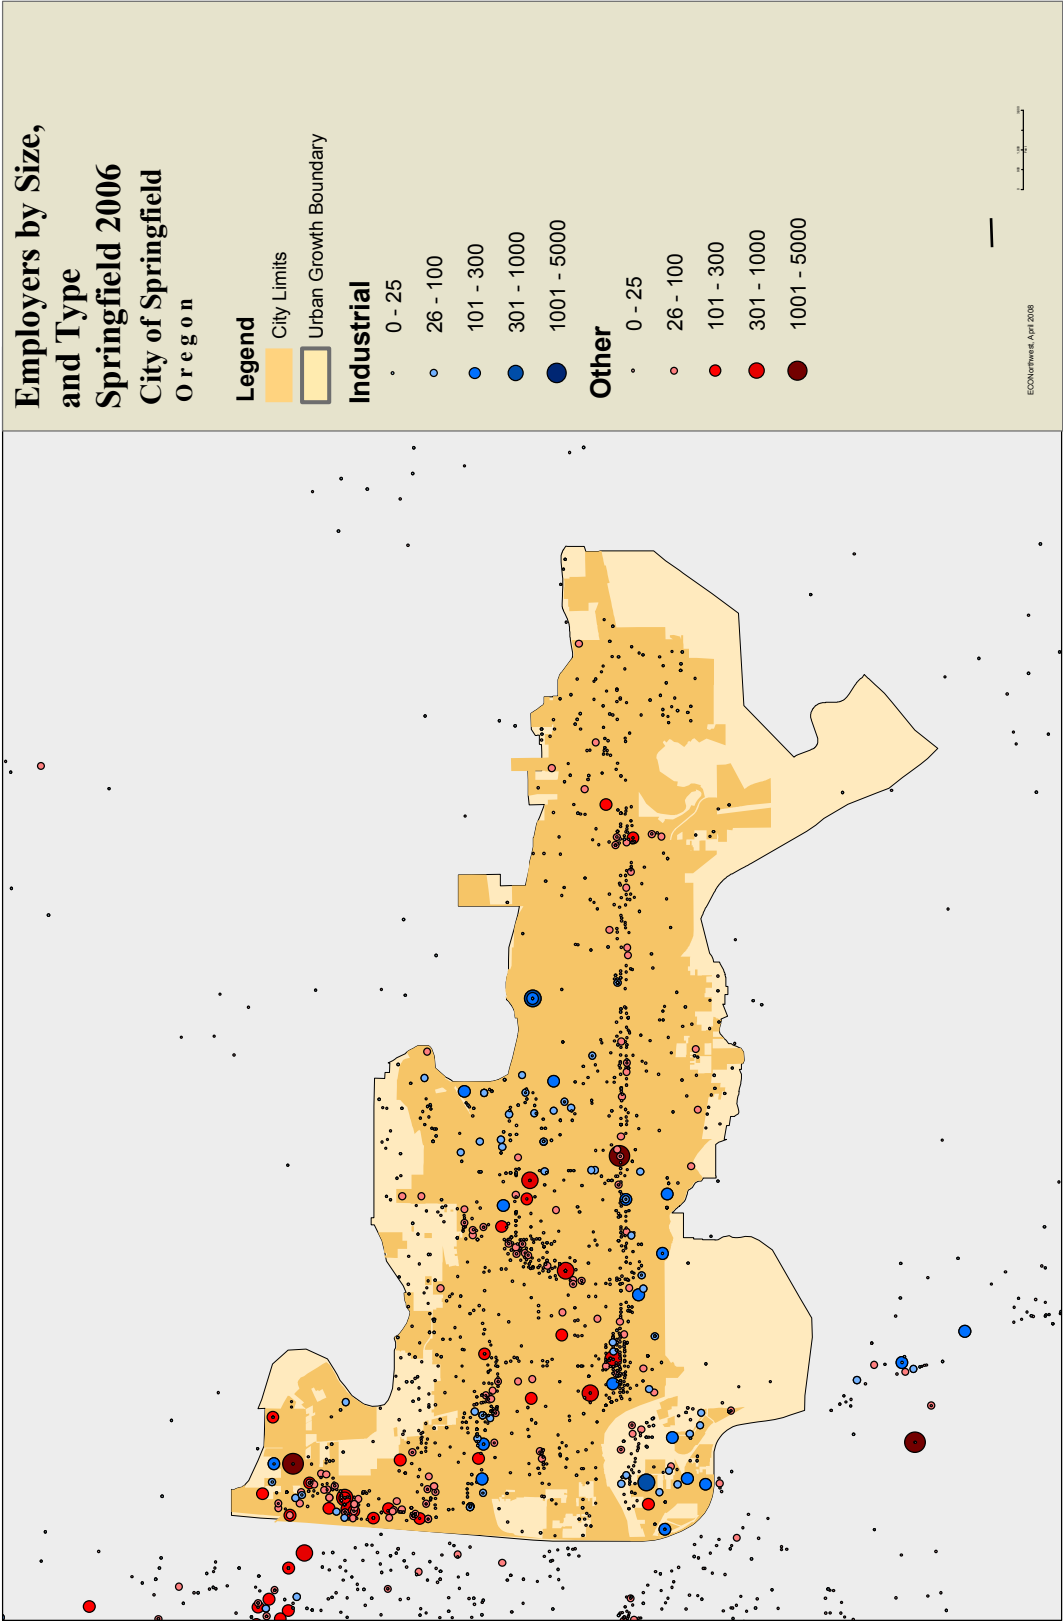 Employers by Size,
and Type
Springfield 2006
City of Springfield
Oregon
Legend
City Limits
Urban Growth Boundary
Industrial
0 - 25
26 - 100
101 - 300
301 - 1000
1001 - 5000
Other
0 - 25
26 - 100
101 - 300
301 - 1000
1001 - 5000
ECONorthwest, April 2008